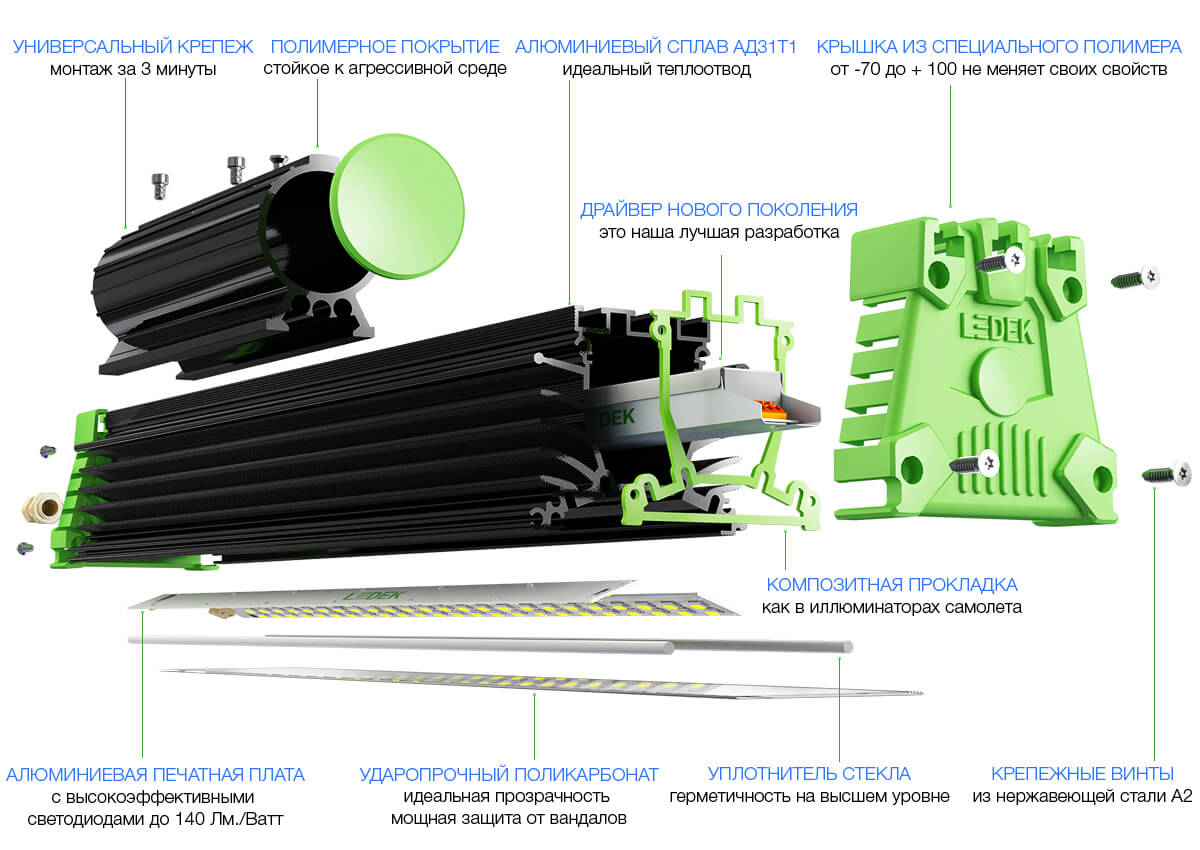 УНИВЕРСАЛЬНЫЙ КРЕПЕЖ
монтаж за 3 минуты
ПОЛИМЕРНОЕ ПОКРЫТИЕ
стойкое к агрессивной среде
АЛЮМИНИЕВЫЙ СПЛАВ АД31Т1
идеальный теплоотвод
КРЫШКА ИЗ СПЕЦИАЛЬНОГО ПОЛИМЕРА
от -70 до + 100 не меняет своих свойств
ДРАЙВЕР НОВОГО ПОКОЛЕНИЯ
это наша лучшая разработка
LEDEK
DEK
КОМПОЗИТНАЯ ПРОКЛАДКА
как в иллюминаторах самолета
LEDEK
АЛЮМИНИЕВАЯ ПЕЧАТНАЯ ПЛАТА
с высокоэффективными
светодиодами до 140 Лм./Ватт
УДАРОПРОЧНЫЙ ПОЛИКАРБОНАТ
идеальная прозрачность
мощная защита от вандалов
УПЛОТНИТЕЛЬ СТЕКЛА
герметичность на высшем уровне
КРЕПЕЖНЫЕ ВИНТЫ
из нержавеющей стали А2